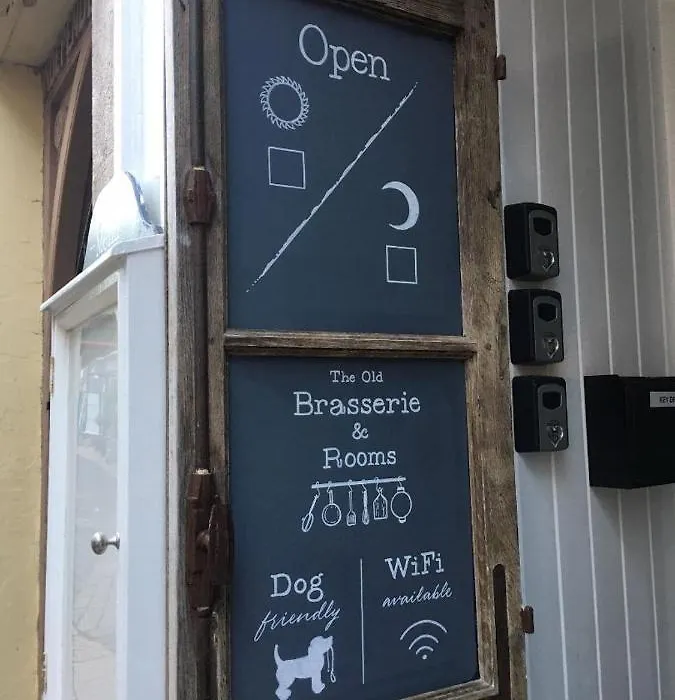 Open
The Old
Brasserie
&
Rooms
Dog
friendly
WiFi
available